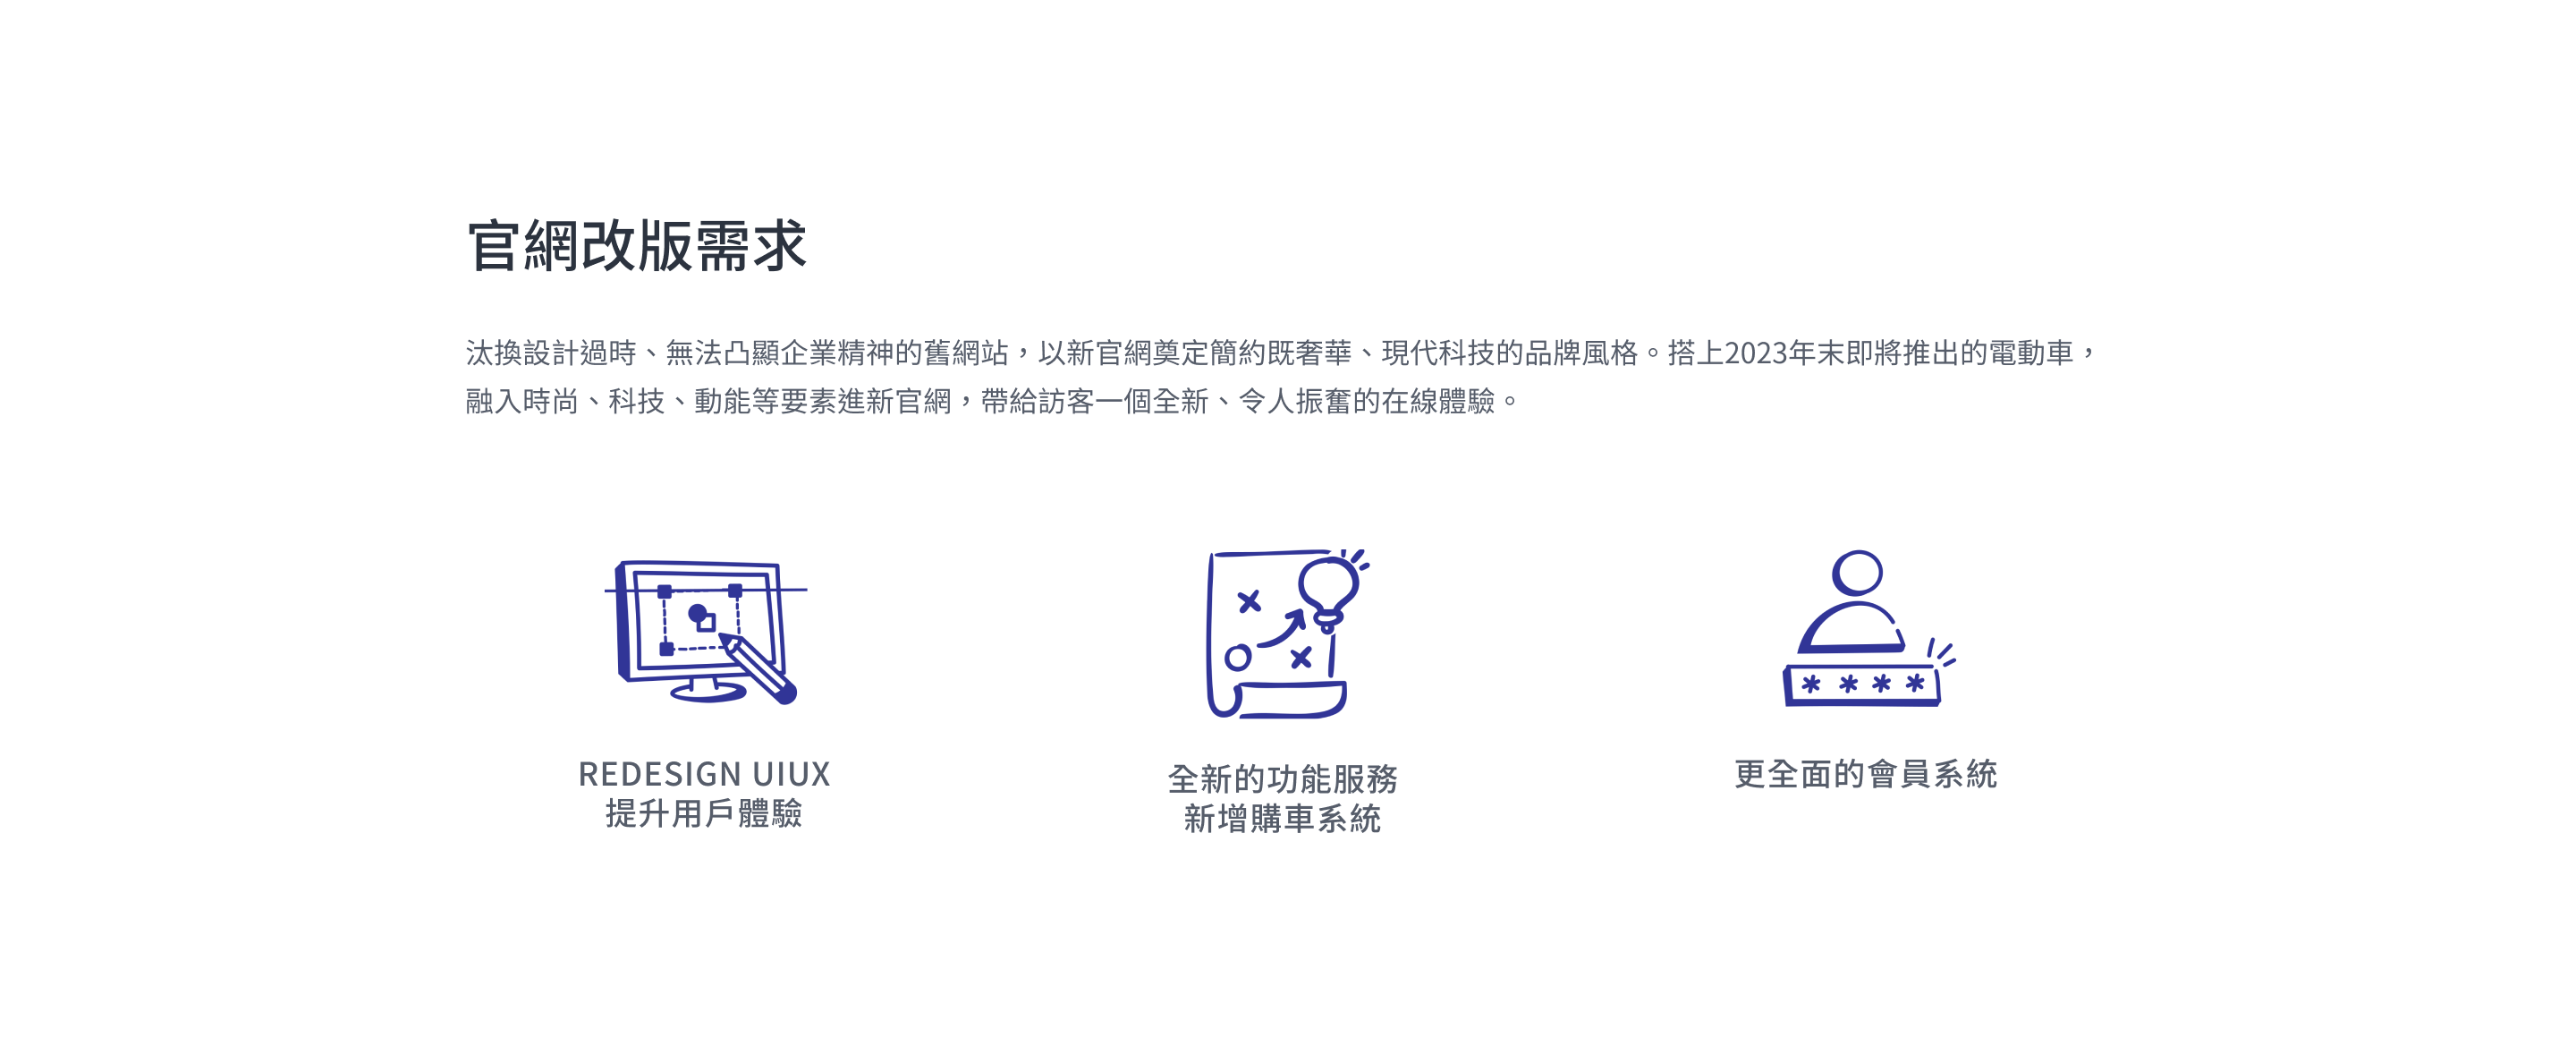 官網改版需求
汰換設計過時、無法凸顯企業精神的舊網站，以新官網奠定簡約既奢華、現代科技的品牌風格。搭上2023年末即將推出的電動車，
融入時尚、科技、動能等要素進新官網，帶給訪客一個全新、令人振奮的在線體驗。
REDESIGN UIUX
提升用戶體驗
全新的功能服務
新增購車系統
更全面的會員系統